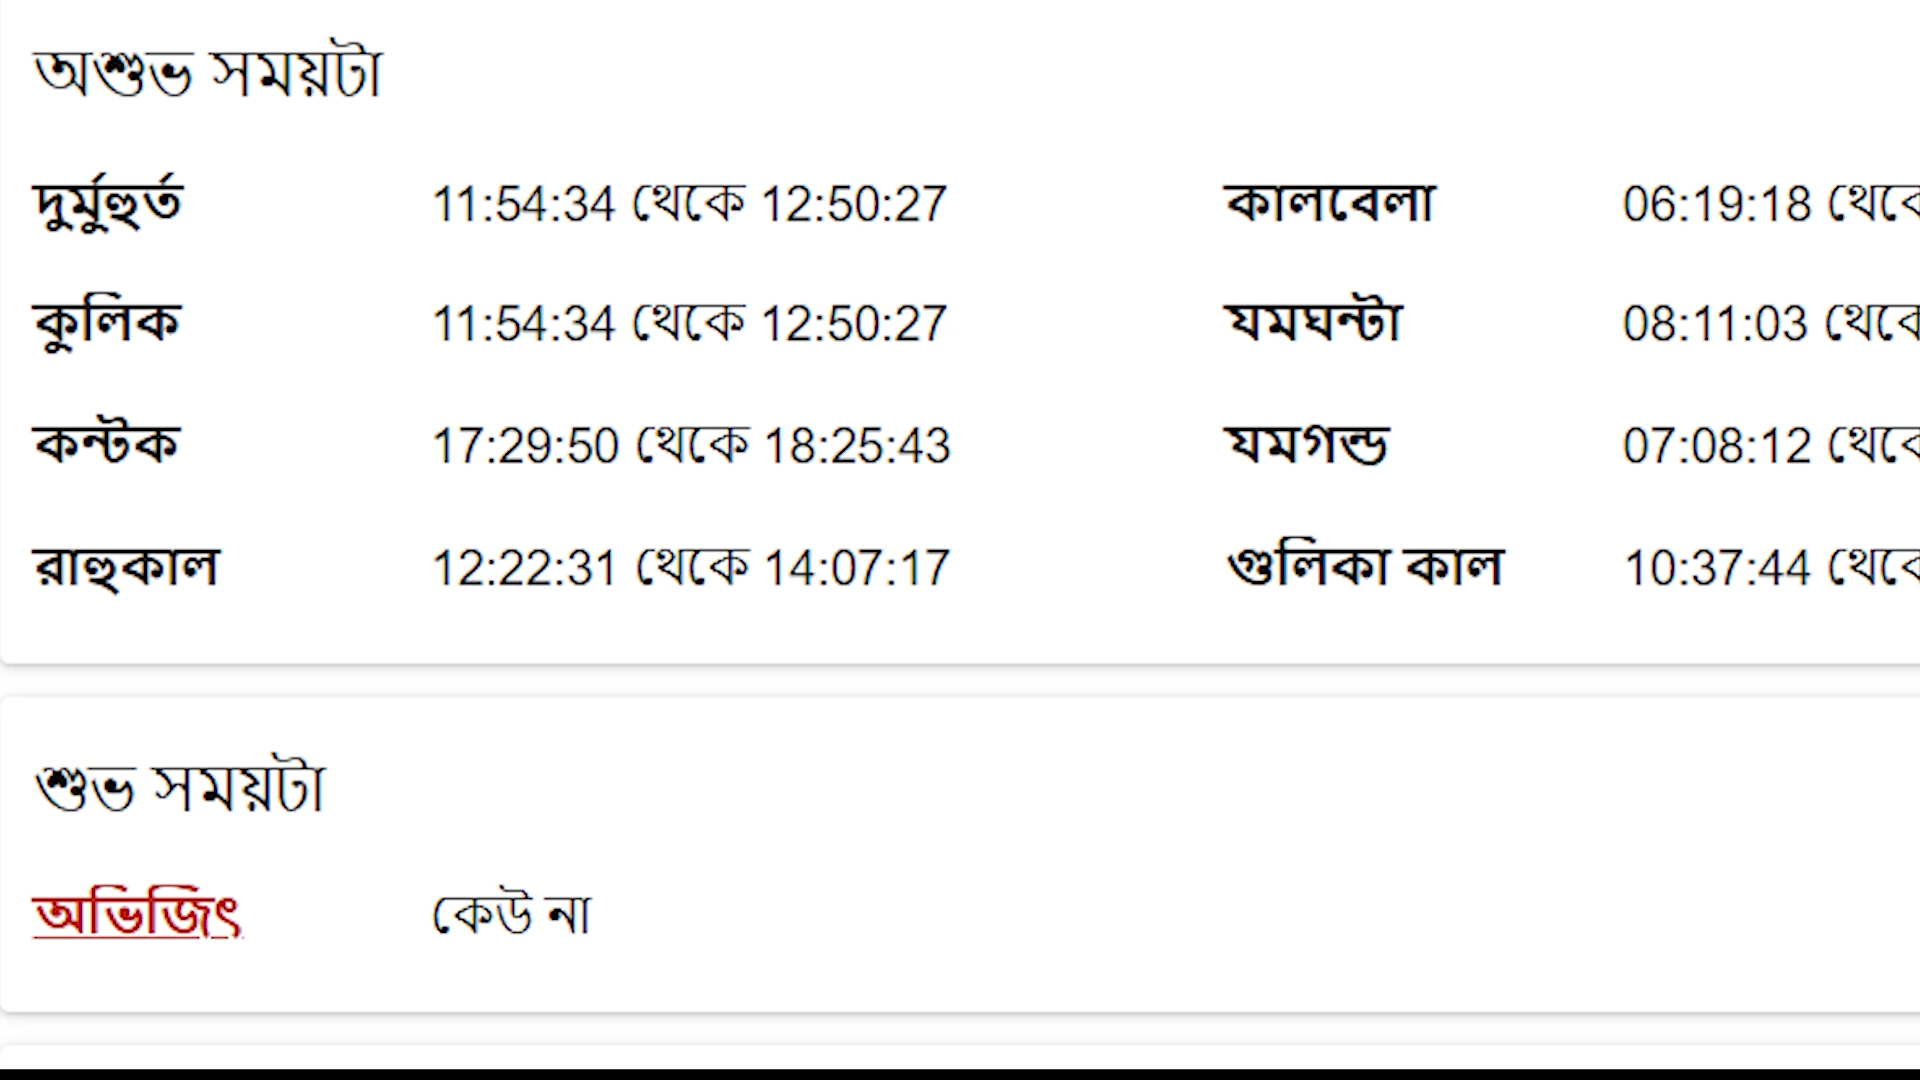 অশুভ সময়টা
দুর্মুহুর্ত 11:54:34 থেকে 12:50:27 কালবেলা 06:19:18
কুলিক 11:54:34 থেকে 12:50:27 যমঘন্টা 08:11:03
কন্টক 17:29:50 থেকে 18:25:43 যমগন্ড 07:08:12
রাহুকাল 12:22:31 থেকে 14:07:17 গুলিকা কাল 10:37:44
শুভ সময়টা
অভিজিৎ কেউ না